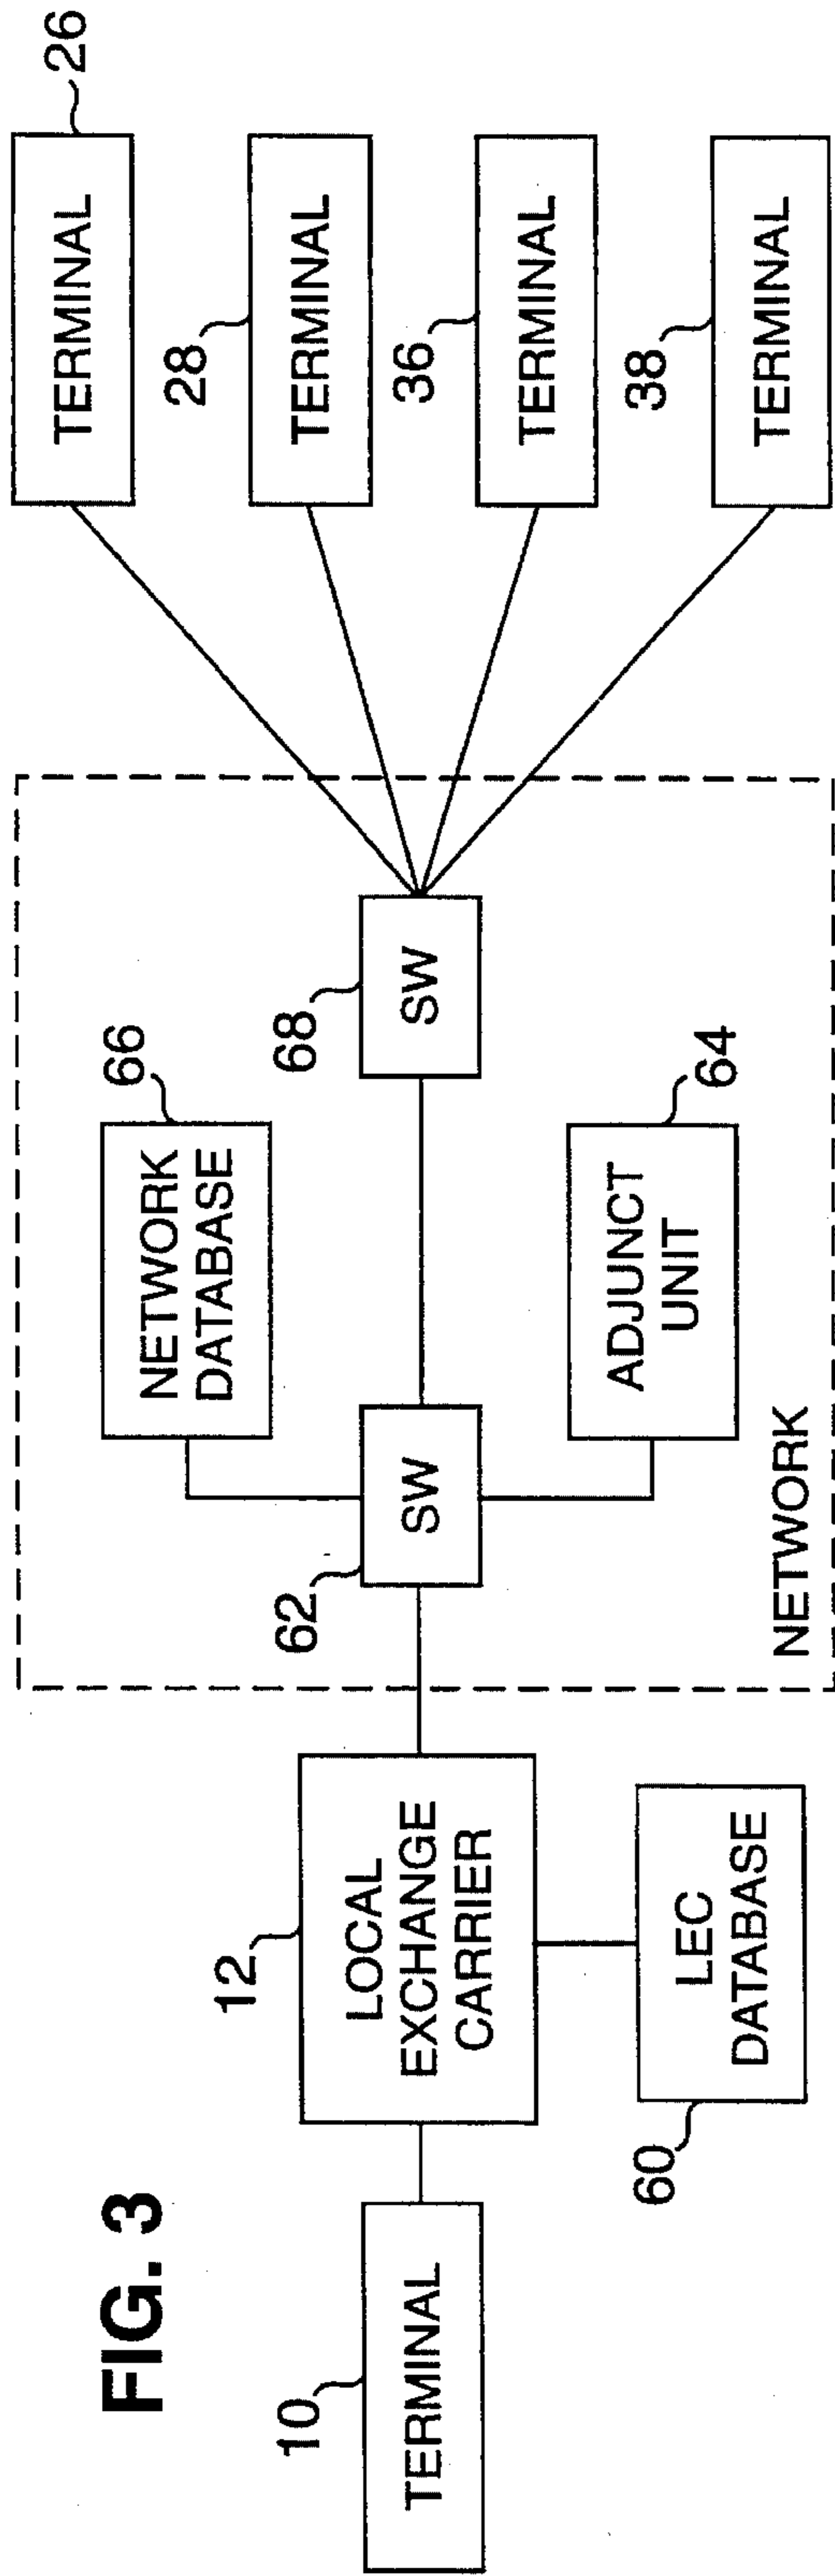 FIG. 3
10
TERMINAL
12
LOCAL
EXCHANGE
CARRIER
60
LEC
DATABASE
NETWORK
62
SW
66
NETWORK
DATABASE
64
ADJUNCT
UNIT
68
SW
26
TERMINAL
28
TERMINAL
36
TERMINAL
38
TERMINAL